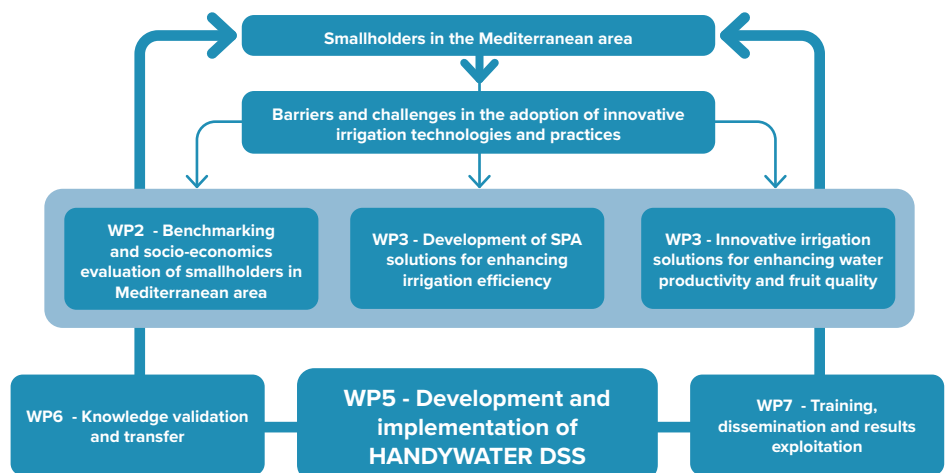 Smallholders in the Mediterranean area
Barriers and challenges in the adoption of innovative
irrigation technologies and practices
WP2 - Benchmarking
and socio-economics
evaluation of smallholders in
Mediterranean area
WP3 - Development of SPA
solutions for enhancing
irrigation efficiency
WP3 - Innovative irrigation
solutions for enhancing water
productivity and fruit quality
WP6 - Knowledge validation
and transfer
WP5 - Development and
implementation of
HANDYWATER DSS
WP7 - Training,
dissemination and results
exploitation